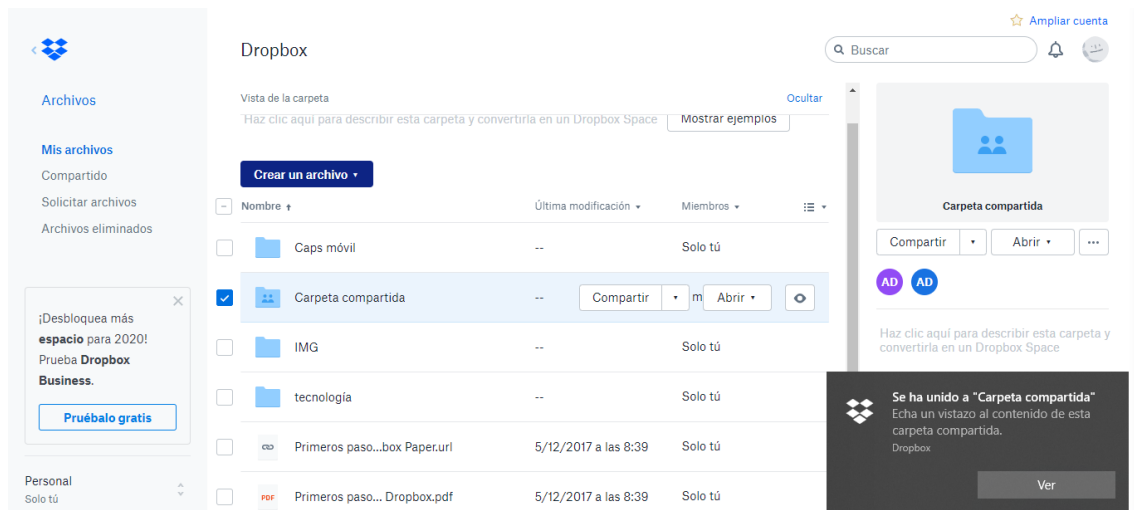 Ampliar cuenta
Dropbox
Buscar
Archivos
Mis archivos
Compartido
Solicitar archivos
Archivos eliminados
¡Desbloquea más
espacio para 2020!
Prueba Dropbox
Business.
Pruébalo gratis
Personal
Solo tú
Vista de la carpeta
Ocultar
Haz clic aquí para describir esta carpeta y convertirla en un Dropbox Space
Mostrar ejemplos
Crear un archivo
Nombre Última modificación Miembros
Caps móvil -- Solo tú
Carpeta compartida -- Compartir m Abrir
IMG -- Solo tú
tecnología -- Solo tú
Primeros paso...box Paper.url 5/12/2017 a las 8:39 Solo tú
PDF Primeros paso... Dropbox.pdf 5/12/2017 a las 8:39 Solo tú
Carpeta compartida
Compartir Abrir ...
AD AD
Haz clic aquí para describir esta carpeta y
convertirla en un Dropbox Space
Se ha unido a "Carpeta compartida"
Echa un vistazo al contenido de esta
carpeta compartida.
Dropbox
Ver